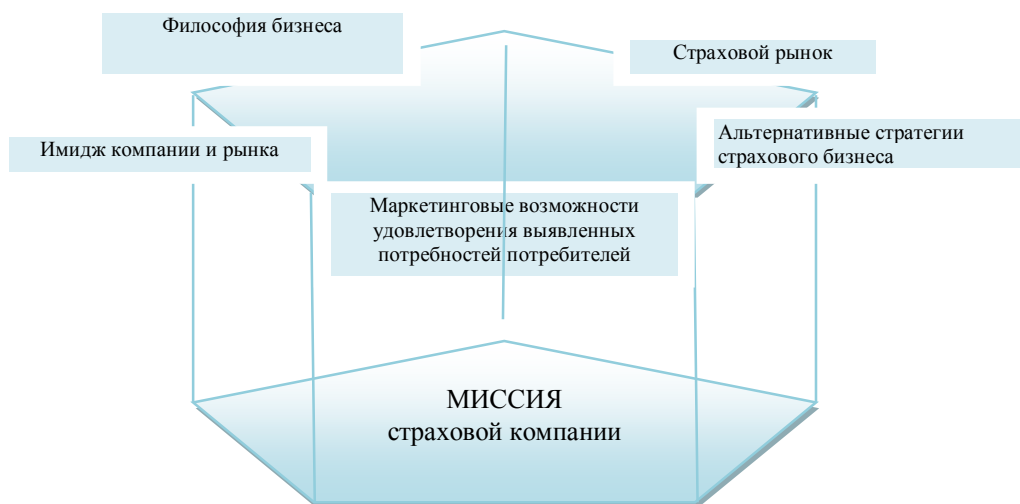 Философия бизнеса
Страховой рынок
Имидж компании и рынка
Альтернативные стратегии
страхового бизнеса
Маркетинговые возможности
удовлетворения выявленных
потребностей потребителей
МИССИЯ
страховой компании